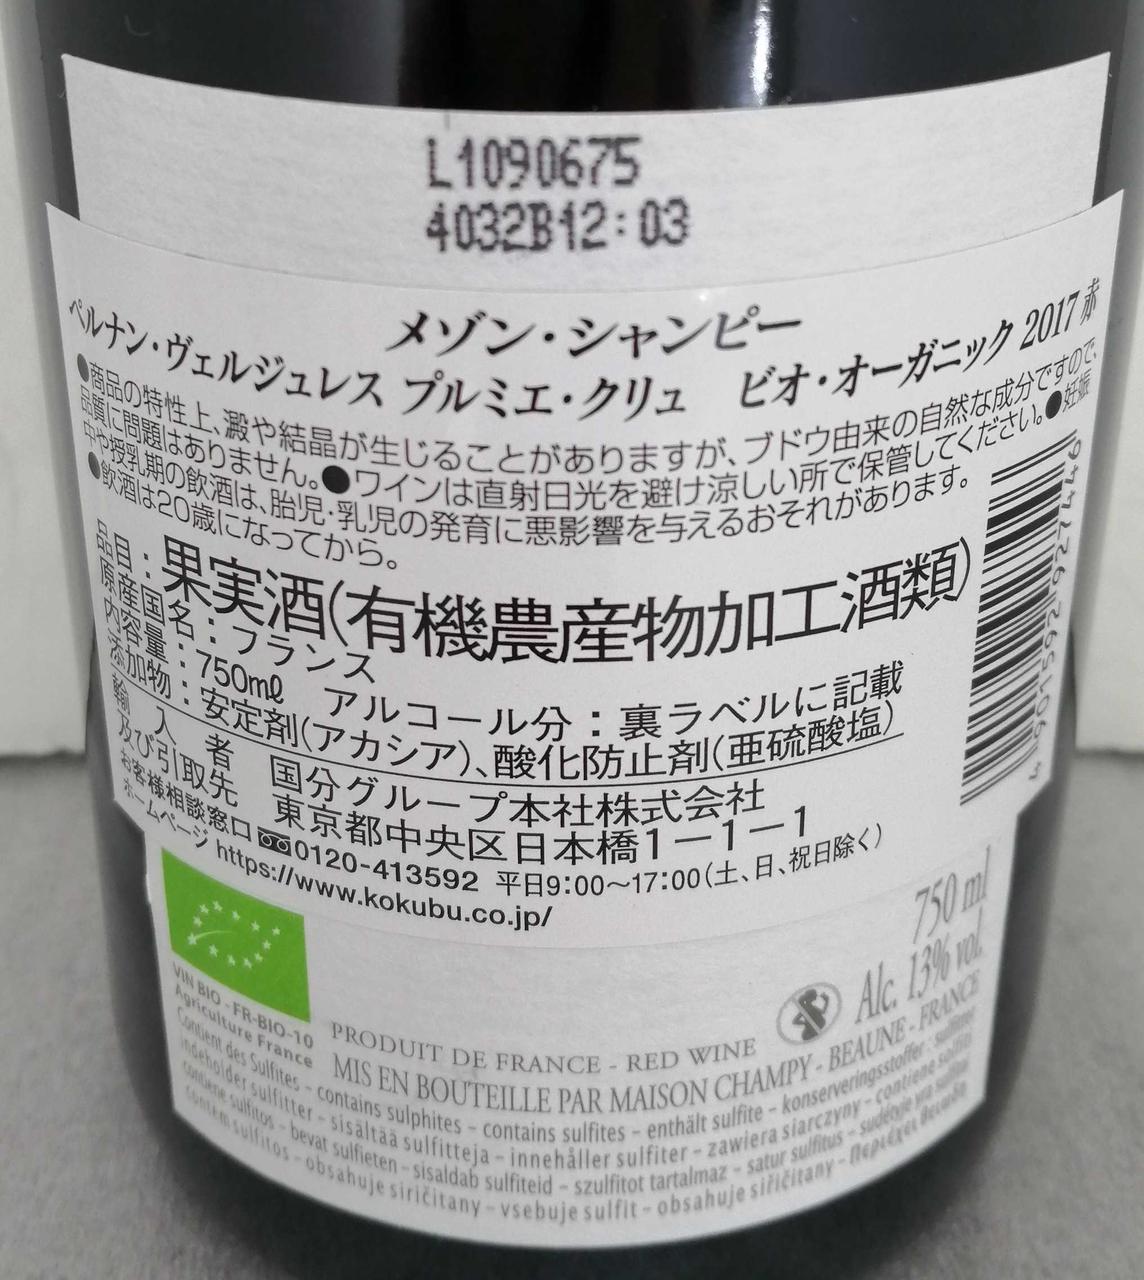 L1090675
4032B12:03
メゾン・シャンピー
ペルナン・ヴェルジュレス プルミエ・クリュ ビオ・オーガニック 2017 赤
●商品の特性上、澱や結晶が生じることがありますが、ブドウ由来の自然な成分ですので、
品質に問題はありません。●ワインは直射日光を避け涼しい所で保管してください。●妊娠
中や授乳期の飲酒は、胎児・乳児の発育に悪影響を与えるおそれがあります。
●飲酒は20歳になってから。
品目：果実酒(有機農産物加工酒類)
原産国名：フランス
内容量：750mℓ アルコール分：裏ラベルに記載
添加物：安定剤(アカシア)、酸化防止剤(亜硫酸塩)
輸入者 国分グループ本社株式会社
及び引取先 東京都中央区日本橋1－1－1
お客様相談窓口 0120-413592 平日9:00～17:00(土、日、祝日除く)
ホームページ https://www.kokubu.co.jp/
750 ml
Alc. 13% vol.
VIN BIO - FR-BIO-10
Agriculture France
PRODUIT DE FRANCE - RED WINE
MIS EN BOUTEILLE PAR MAISON CHAMPY - BEAUNE - FRANCE
Contient des Sulfites - contains sulphites - contains sulfites - enthält sulfite - konserveringsstoffer : sulfitter
indeholder sulfitter - sisältää sulfitteja - innehåller sulfiter - zawiera siarczyny - contiene solfiti
contiene sulfitos - bevat sulfieten - sisaldab sulfiteid - szulfitot tartalmaz - satur sulfitus - sudėtyje yra sulfitų
contém sulfitos - obsahuje siričitany - vsebuje sulfit - obsahuje siřičitany - Περιέχει θειώδη